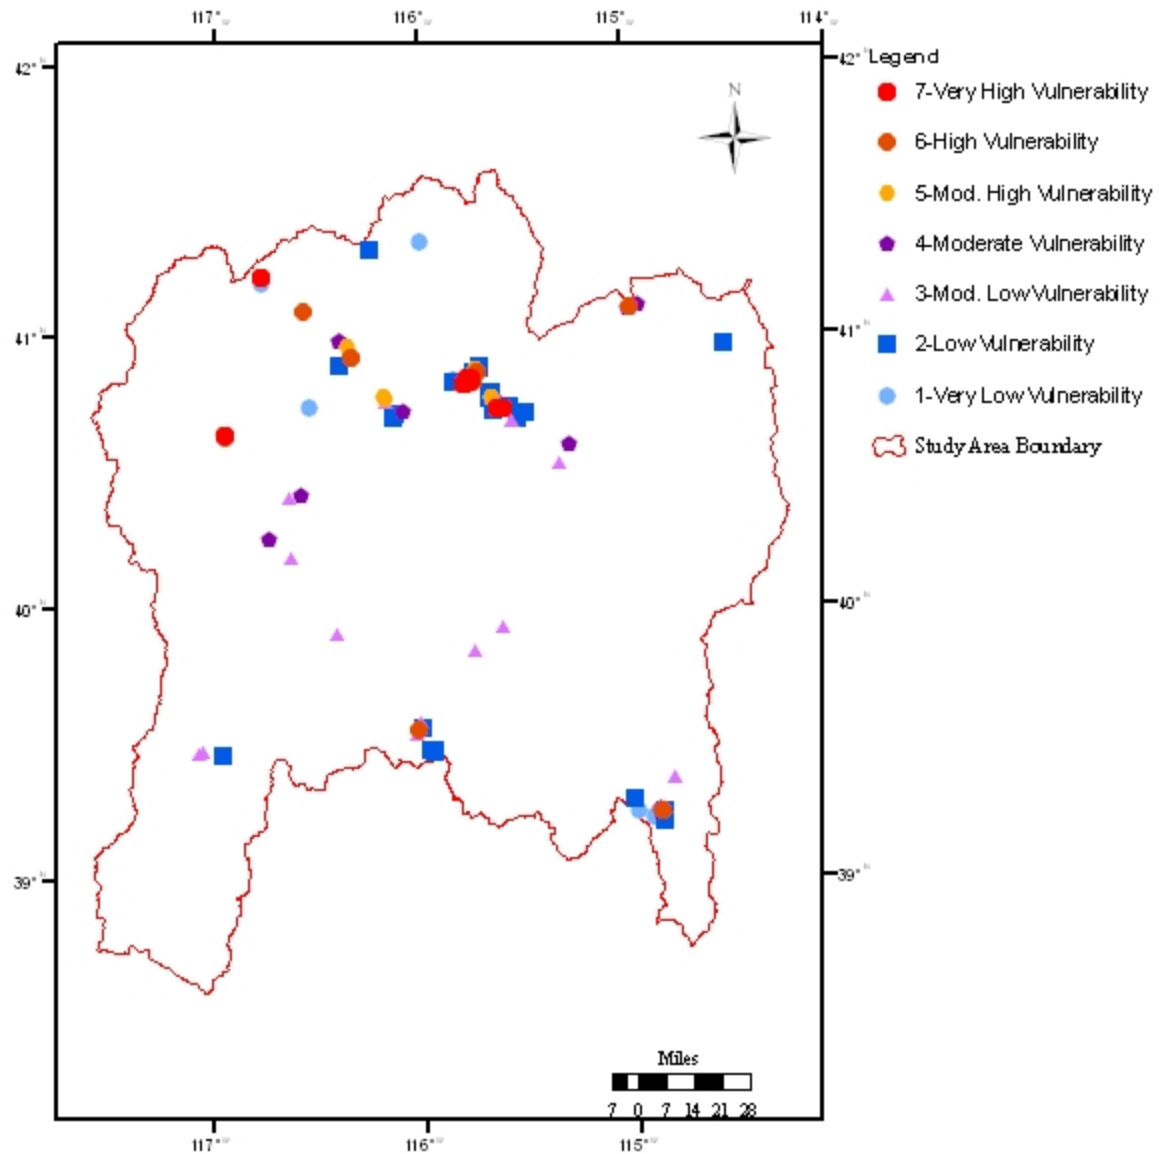 117° W 116° W 115° W 114° W
42° N 42° N Legend
N
7-Very High Vulnerability
6-High Vulnerability
5-Mod. High Vulnerability
4-Moderate Vulnerability
3-Mod. Low Vulnerability
41° N 41° N
2-Low Vulnerability
1-Very Low Vulnerability
Study Area Boundary
40° N 40° N
39° N 39° N
Miles
7 0 7 14 21 28
117° W 116° W 115° W